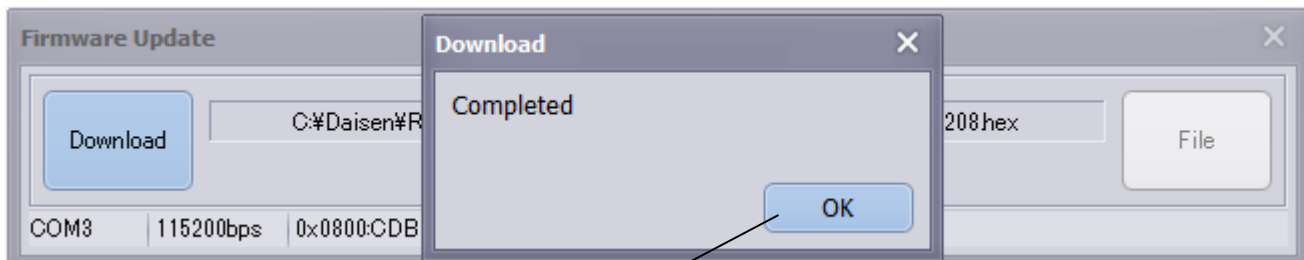 Firmware Update
Download
Completed
OK
Download
C:¥Daisen¥R
208.hex
File
COM3
115200bps
0x0800:CDB